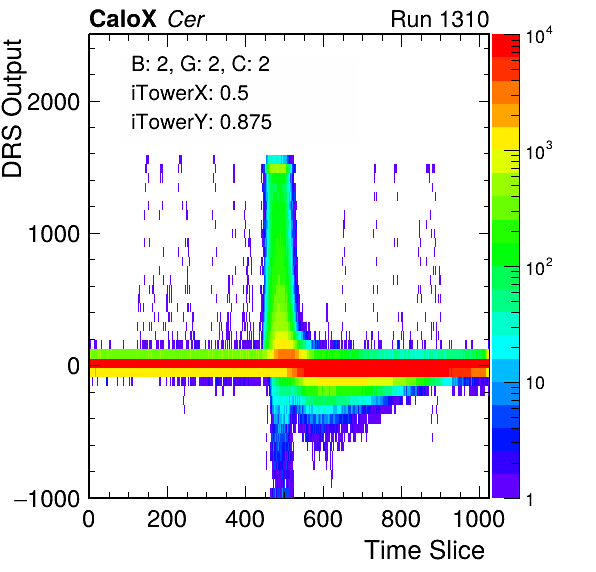 CaloX Cer Run 1310
DRS Output
B: 2, G: 2, C: 2
iTowerX: 0.5
iTowerY: 0.875
2000
1000
0
−1000
0 200 400 600 800 1000
Time Slice
10^4
10^3
10^2
10
1